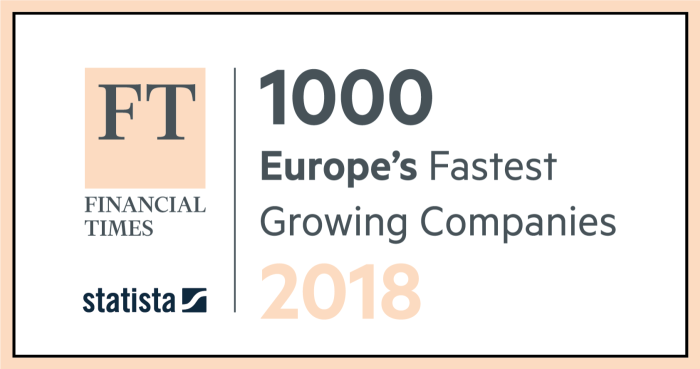 FT
FINANCIAL
TIMES
statista
1000
Europe's Fastest
Growing Companies
2018